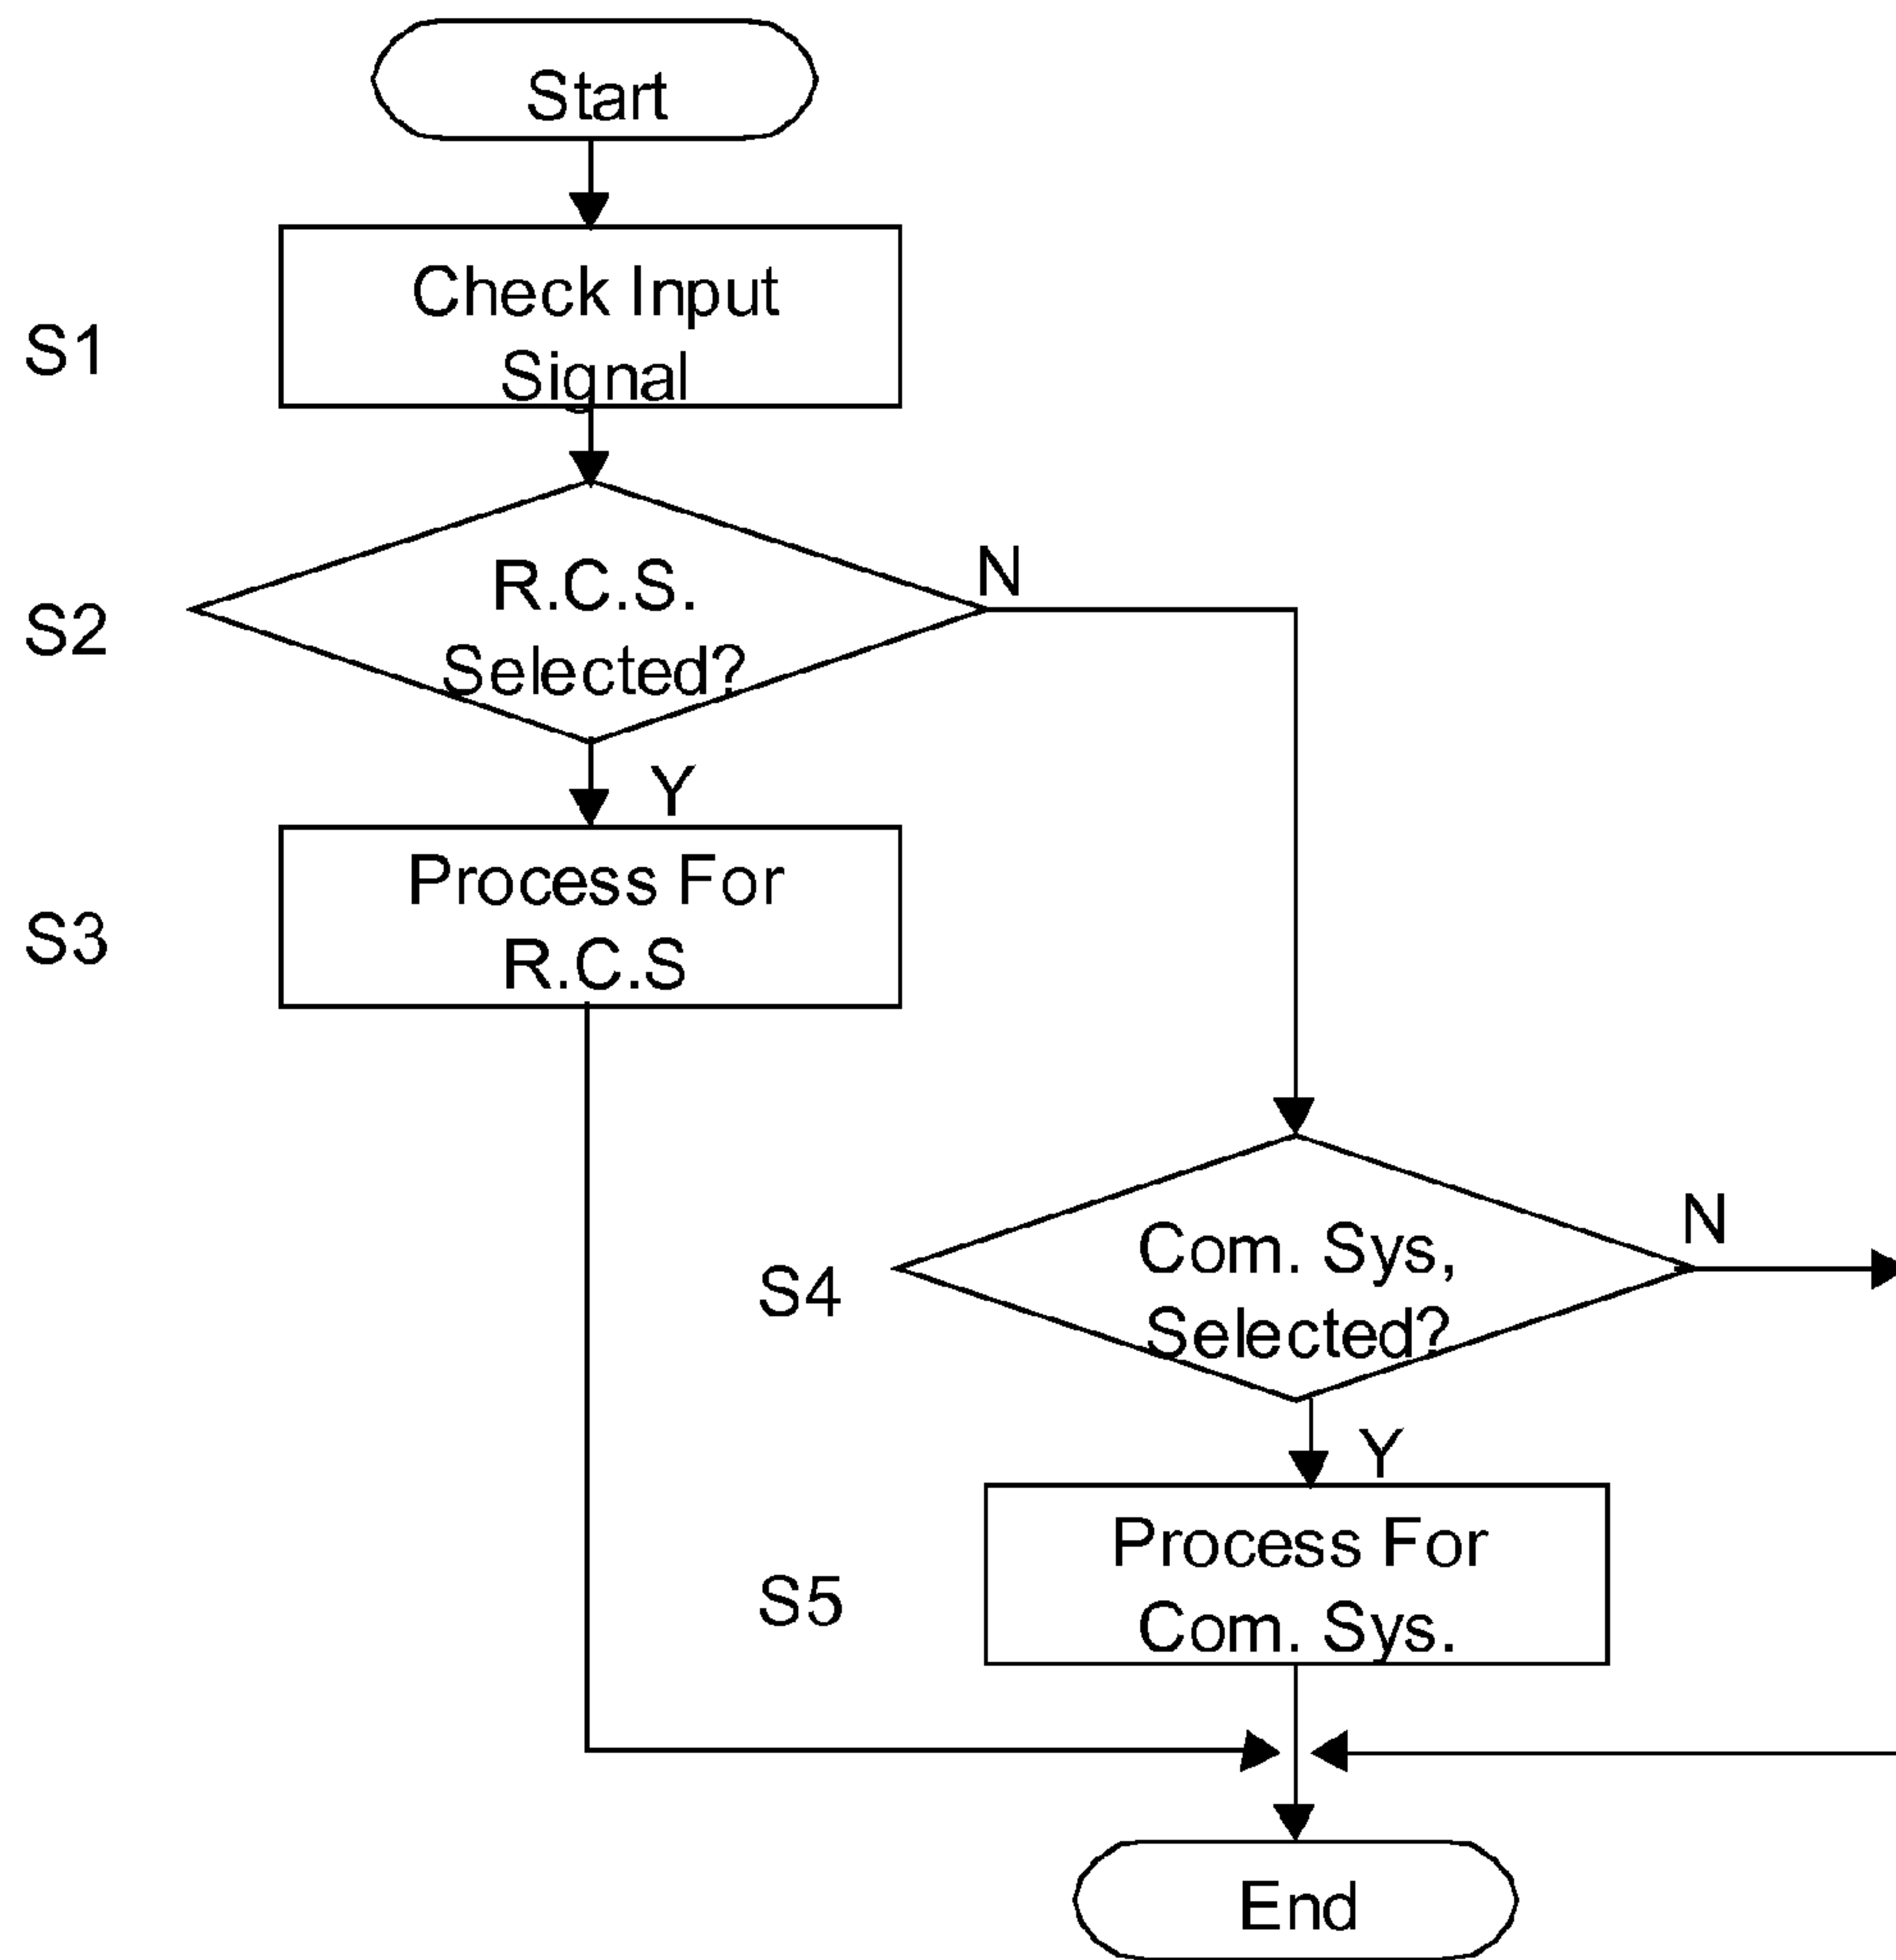 Start
Check Input
Signal
S1
R.C.S.
Selected?
N
S2
Y
Process For
R.C.S
S3
Com. Sys,
Selected?
N
S4
Y
Process For
Com. Sys.
S5
End